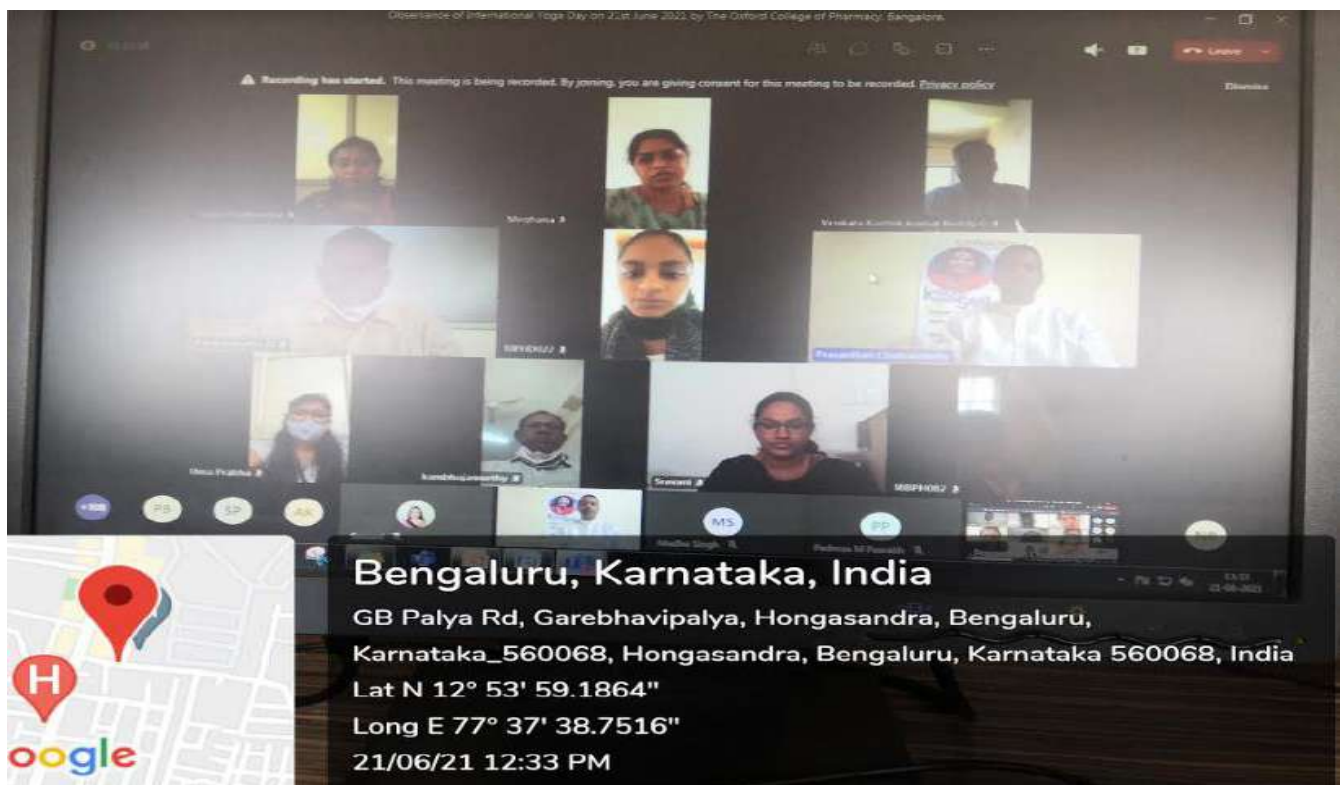 Observance of International Yoga Day on 21st June 2021 by The Oxford College of Pharmacy, Bangalore.
Leave
Recording has started. This meeting is being recorded. By joining, you are giving consent for this meeting to be recorded. Privacy policy
Dismiss
Uma Prabha
kambhojamurthy
Sravani
18BPH082
PB
SP
AK
MS
PP
Bengaluru, Karnataka, India
GB Palya Rd, Garebhavipalya, Hongasandra, Bengaluru,
Karnataka_560068, Hongasandra, Bengaluru, Karnataka 560068, India
Lat N 12° 53' 59.1864"
Long E 77° 37' 38.7516"
21/06/21 12:33 PM
H
oogle